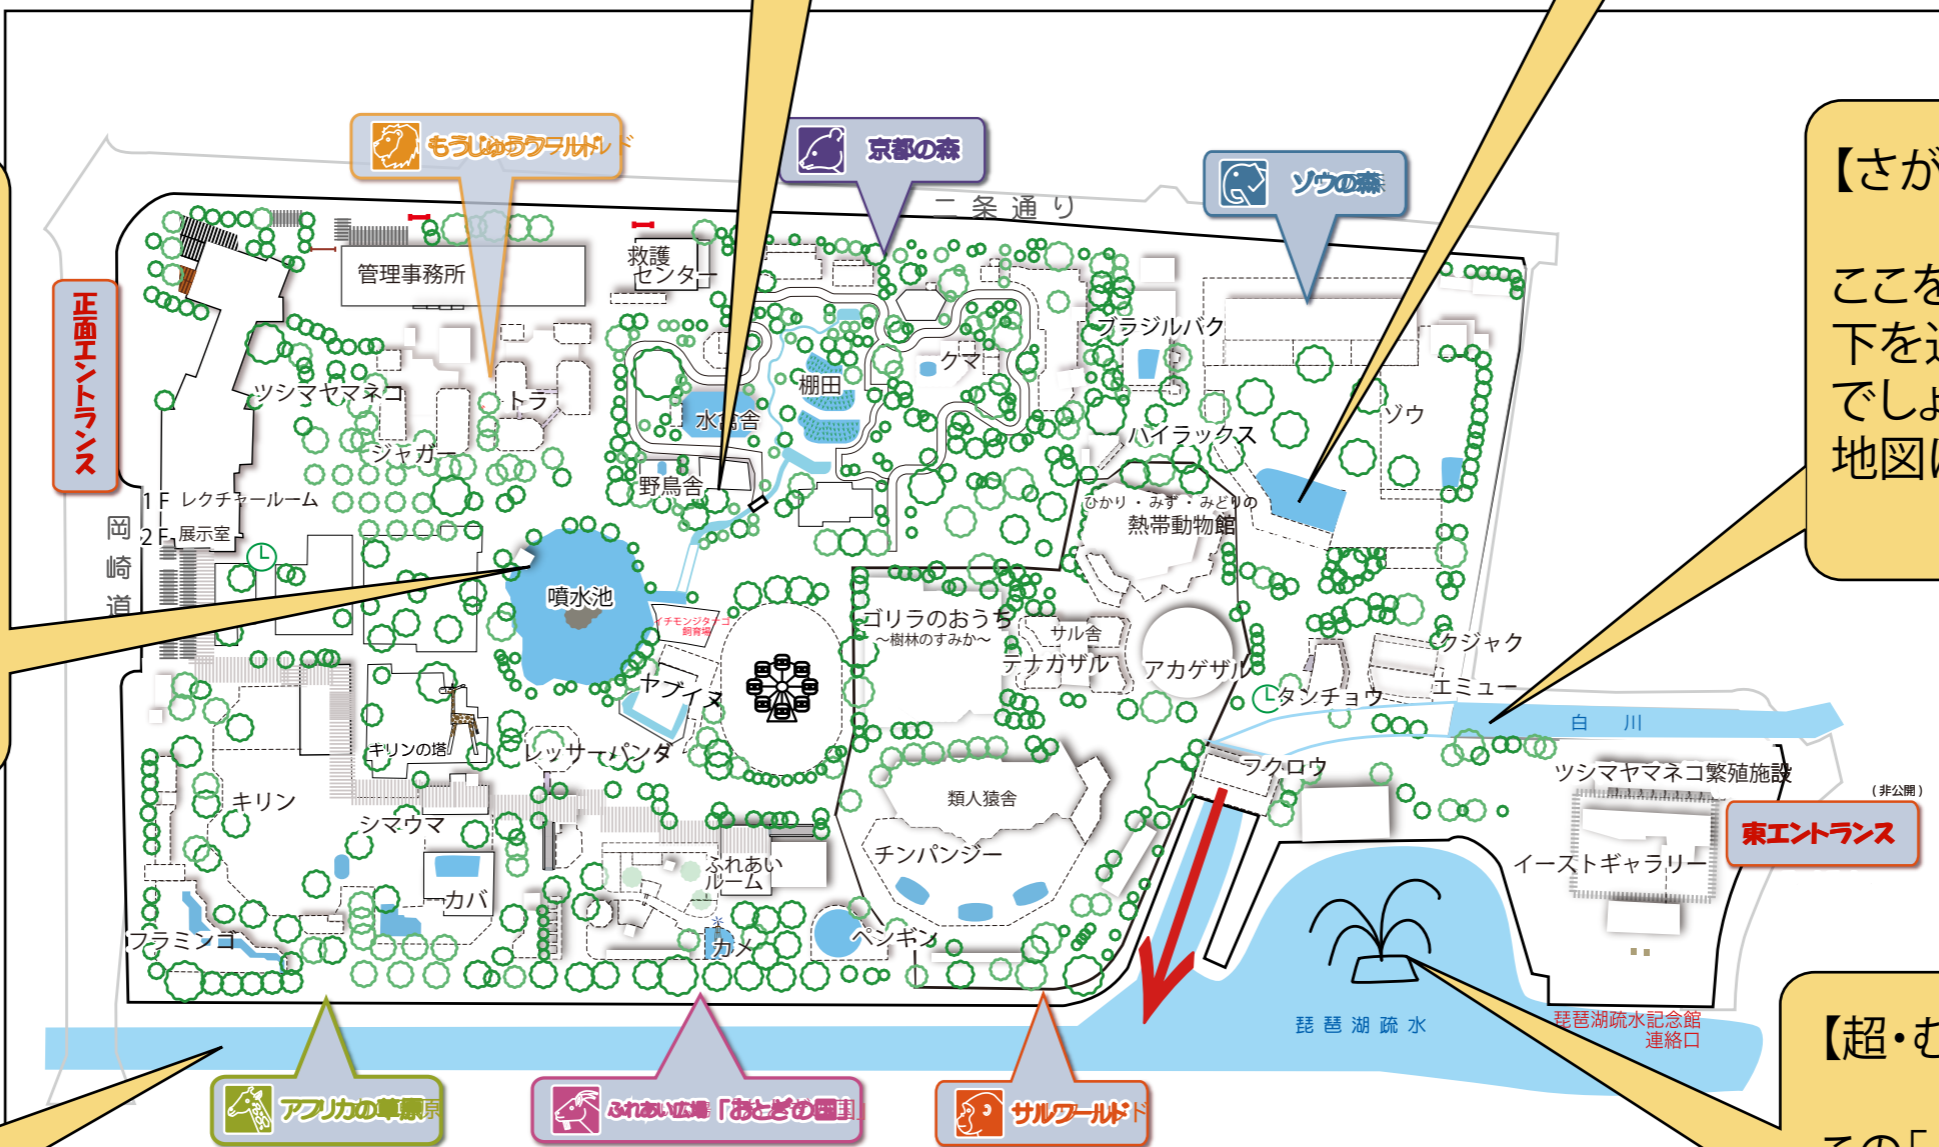 もうじゅうワールド
京都の森
ゾウの森
二条通り
【さが
ここを
下を
でしょ
地図に
正面エントランス
管理事務所
救護
センター
ブラジルバク
クマ
棚田
ツシマヤマネコ
トラ
水禽舎
ゾウ
ハイラックス
ジャガー
野鳥舎
1F レクチャールーム
2F 展示室
岡崎道
ひかり・みず・みどりの
熱帯動物館
噴水池
イチモンジタナゴ
飼育場
ゴリラのおうち
～樹林のすみか～
サル舎
テナガザル
アカゲザル
クジャク
エミュー
タンチョウ
ヤブイヌ
白川
キリンの塔
レッサーパンダ
フクロウ
ツシマヤマネコ繁殖施設
(非公開)
キリン
シマウマ
類人猿舎
東エントランス
チンパンジー
ふれあい
ルーム
イーストギャラリー
カバ
フラミンゴ
カメ
ペンギン
琵琶湖疏水
琵琶湖疏水記念館
連絡口
【超・む
この「
アフリカの草原
ふれあい広場「おとぎの国」
サルワールド